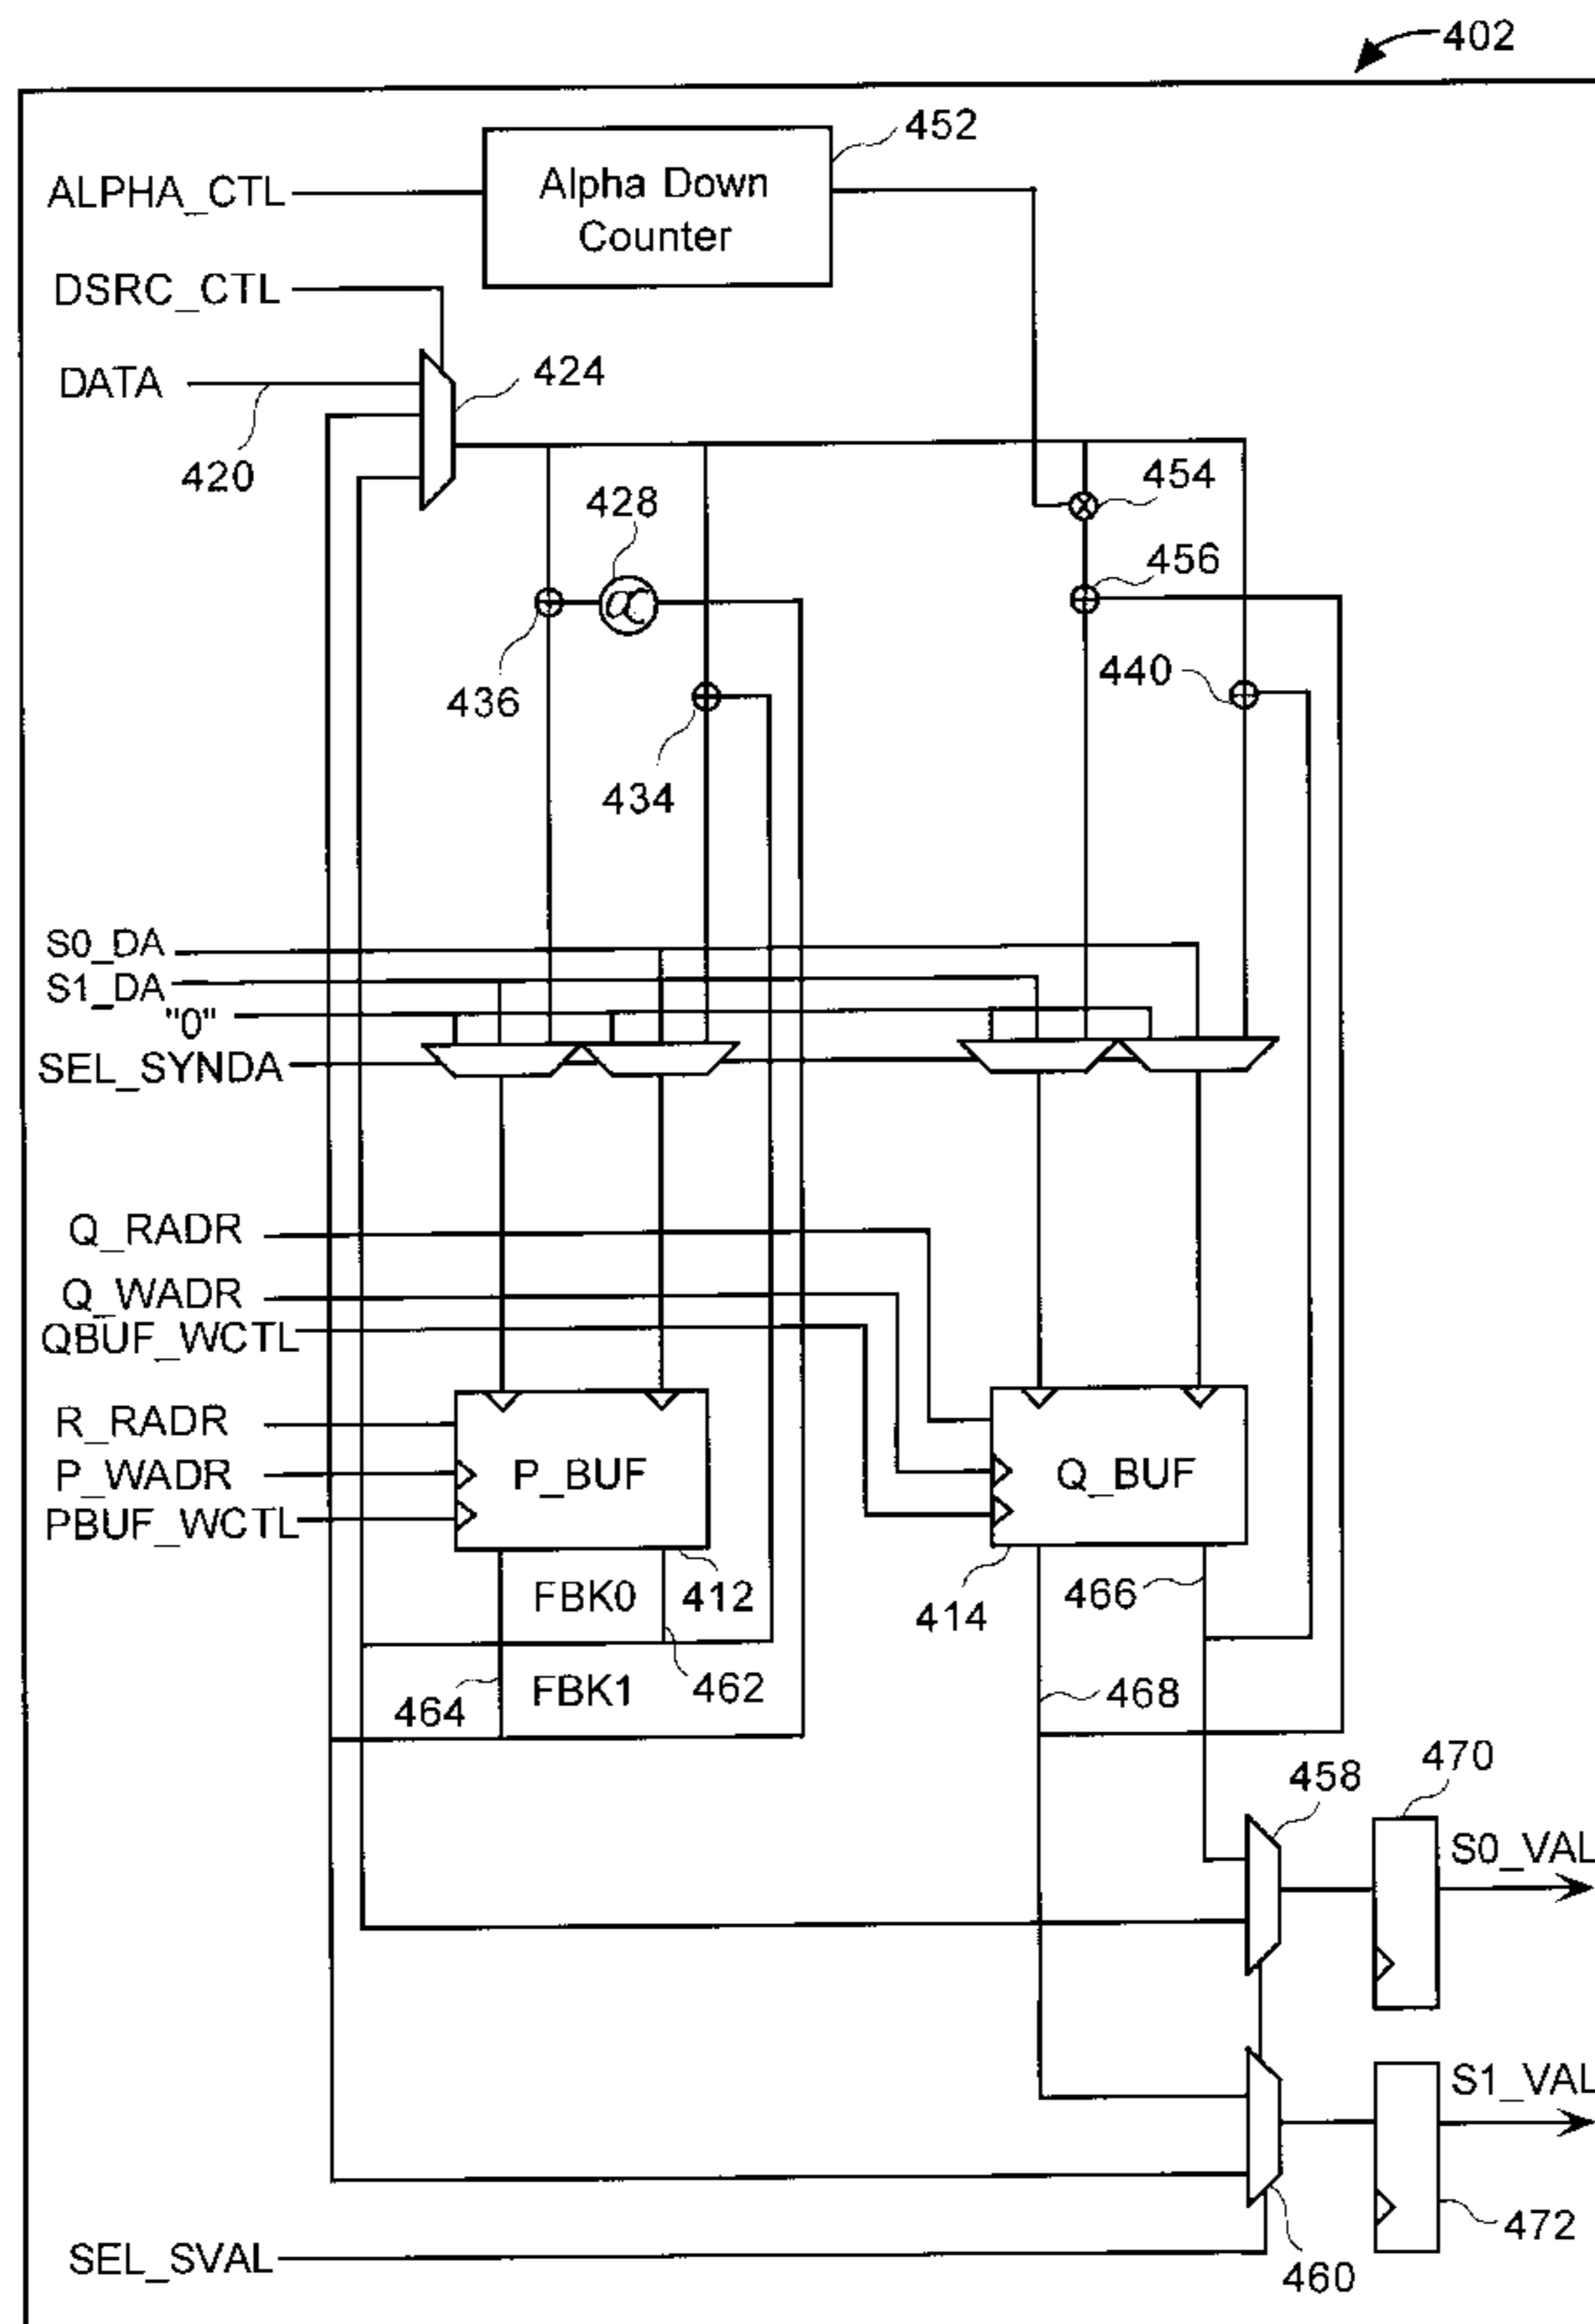 402
452
ALPHA_CTL
Alpha Down
Counter
DSRC_CTL
DATA
424
420
428
454
456
436
440
434
S0_DA
S1_DA
"0"
SEL_SYNDA
Q_RADR
Q_WADR
QBUF_WCTL
R_RADR
P_WADR
PBUF_WCTL
P_BUF
Q_BUF
FBK0
412
414
466
464
FBK1
462
468
458
470
S0_VAL
S1_VAL
472
SEL_SVAL
460